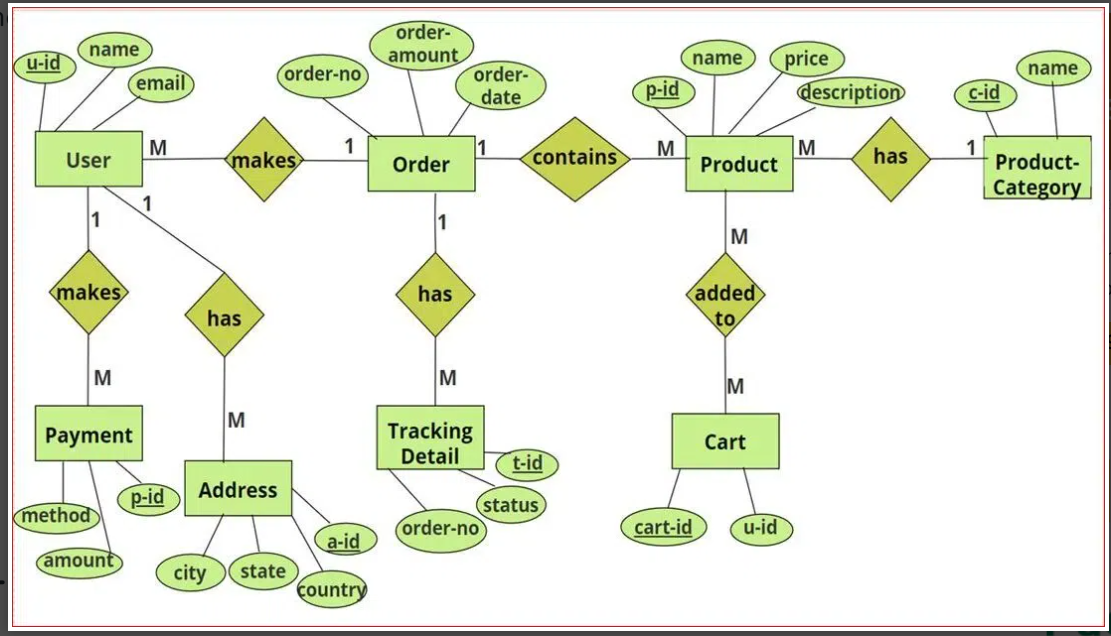 order-
amount
name
u-id
email
order-no
order-
date
name
price
p-id
description
name
c-id
User
M
makes
1
Order
1
contains
M
Product
M
has
1
Product-
Category
1
1
1
M
makes
has
has
added
to
M
M
M
M
Payment
Address
Tracking
Detail
Cart
method
amount
p-id
city
state
country
a-id
order-no
status
t-id
cart-id
u-id